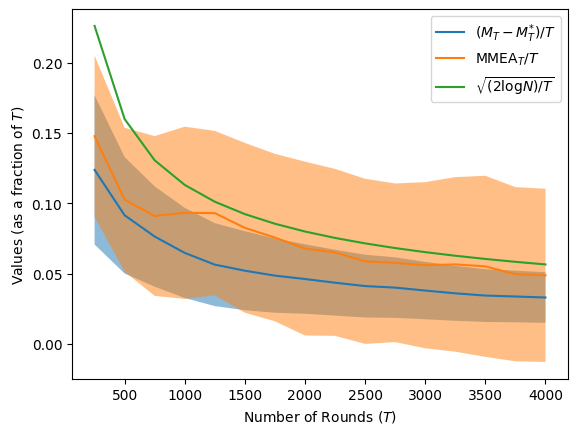 (M_T − M_T^*)/T
MMEA_T/T
√(2logN)/T
Values (as a fraction of T)
0.20
0.15
0.10
0.05
0.00
500 1000 1500 2000 2500 3000 3500 4000
Number of Rounds (T)